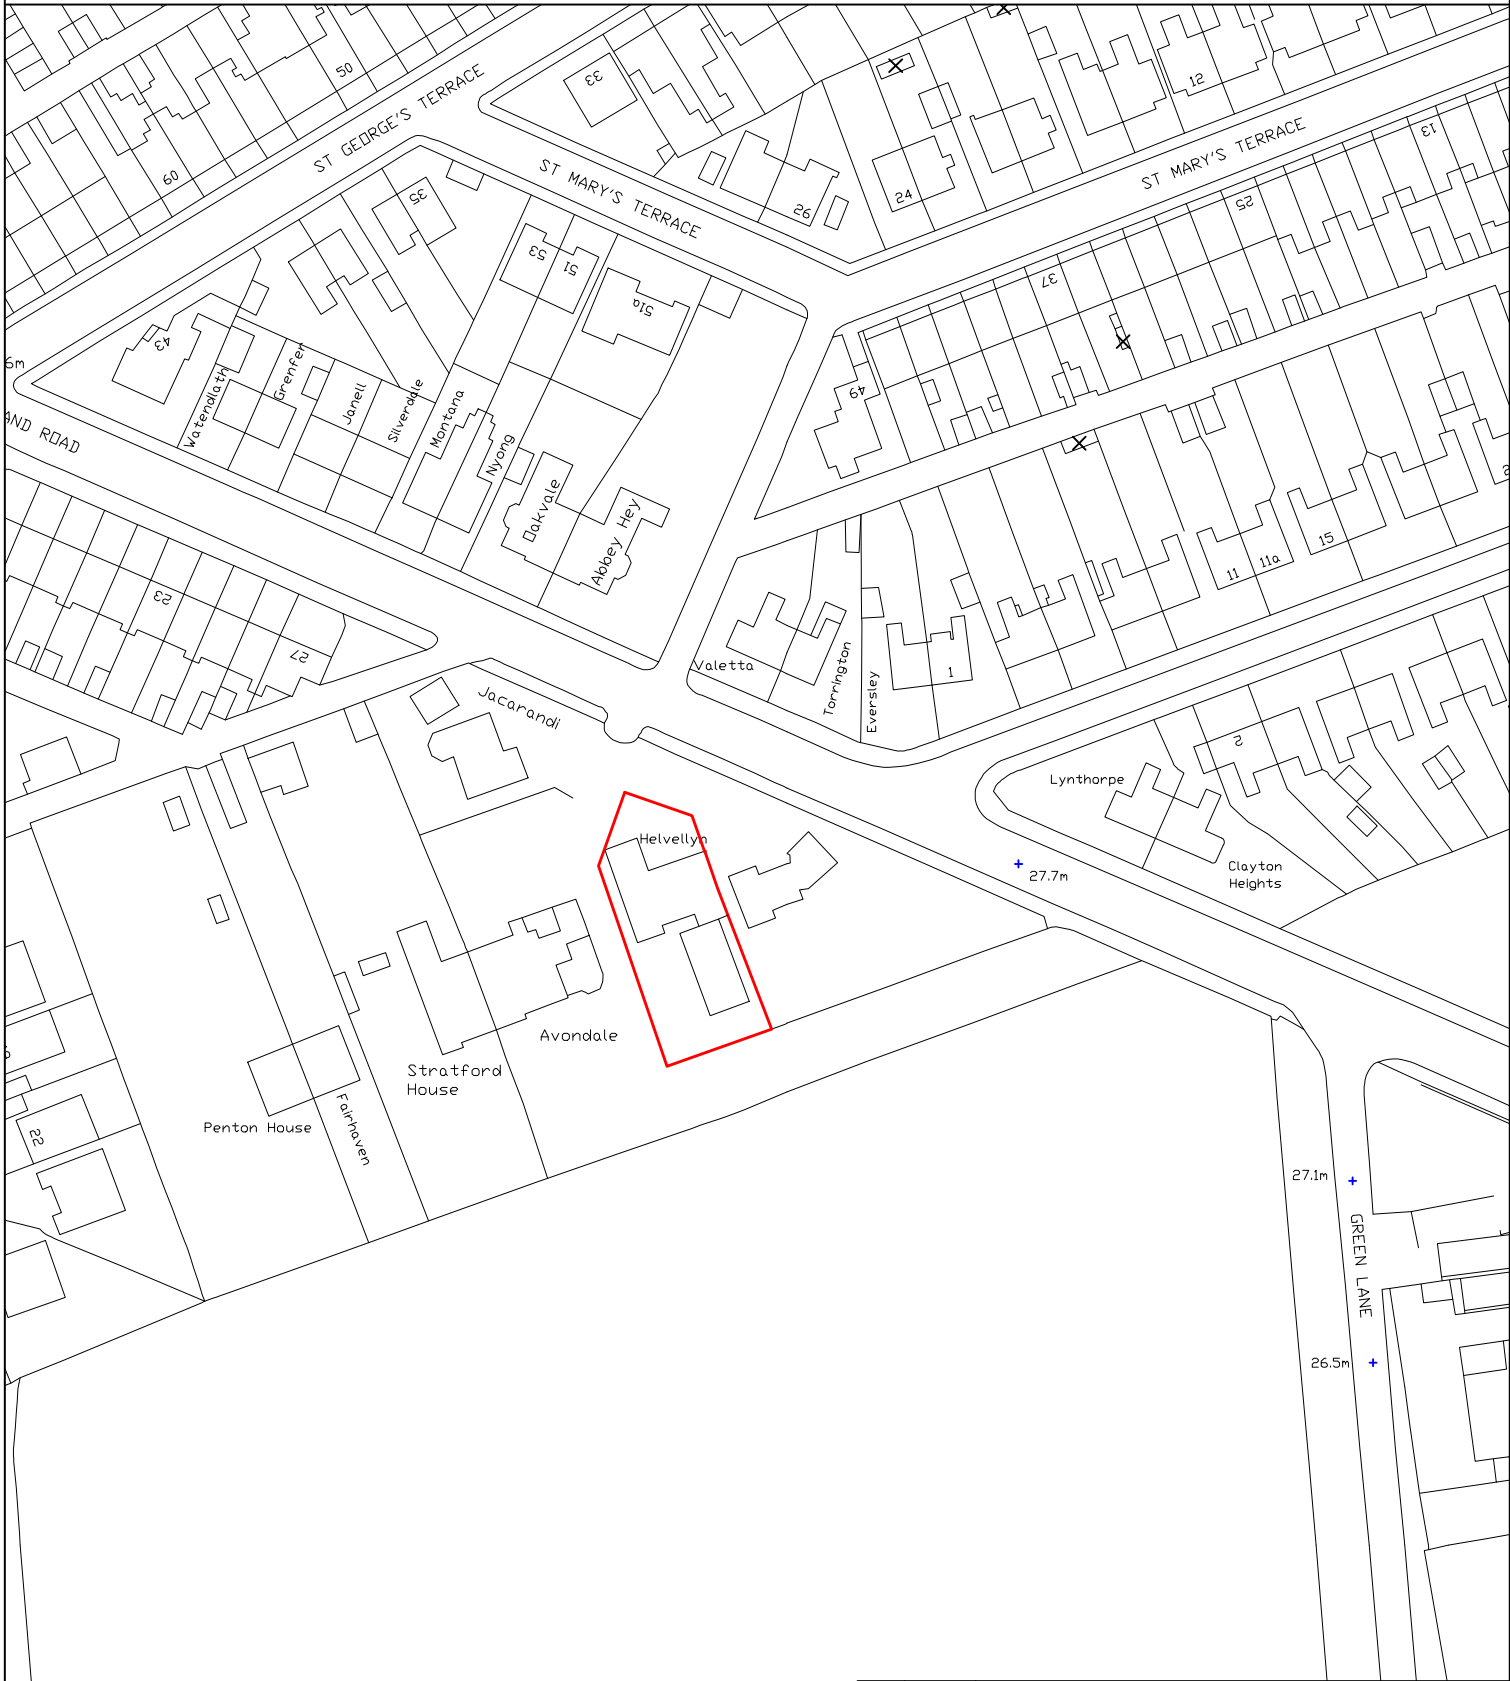 50
ST GEORGE'S TERRACE
33
12
60
ST MARY'S TERRACE
ST MARY'S TERRACE
13
35
24
26
25
53
51
51a
37
43
6m
Watendlath
Grenfer
Janell
Silverdale
Montana
Nyong
49
AND ROAD
Oakvale
Abbey Hey
15
11
11a
23
27
Valetta
Torrington
Eversley
1
Jacarandi
2
Lynthorpe
Helvellyn
Clayton
Heights
27.7m
Avondale
Stratford
House
Fairhaven
Penton House
22
27.1m
GREEN LANE
26.5m